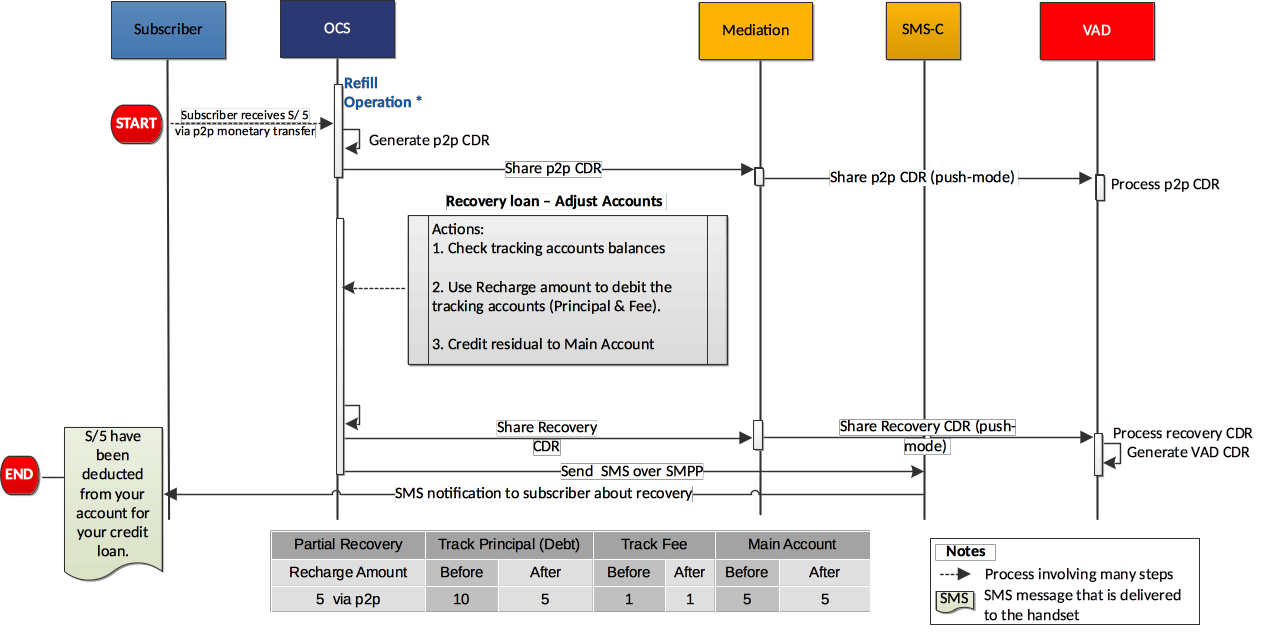 Subscriber
OCS
Mediation
SMS-C
VAD
Refill
Operation *
START
Subscriber receives S/ 5
via p2p monetary transfer
Generate p2p CDR
Share p2p CDR
Share p2p CDR (push-mode)
Process p2p CDR
Recovery loan – Adjust Accounts
Actions:
1. Check tracking accounts balances
2. Use Recharge amount to debit the
tracking accounts (Principal & Fee).
3. Credit residual to Main Account
Share Recovery
CDR
Share Recovery CDR (push-
mode)
Process recovery CDR
Generate VAD CDR
Send SMS over SMPP
SMS notification to subscriber about recovery
END
S/5 have
been
deducted
from your
account for
your credit
loan.
Partial Recovery Track Principal (Debt) Track Fee Main Account
Recharge Amount Before After Before After Before After
5 via p2p 10 5 1 1 5 5
Notes
Process involving many steps
SMS
SMS message that is delivered
to the handset